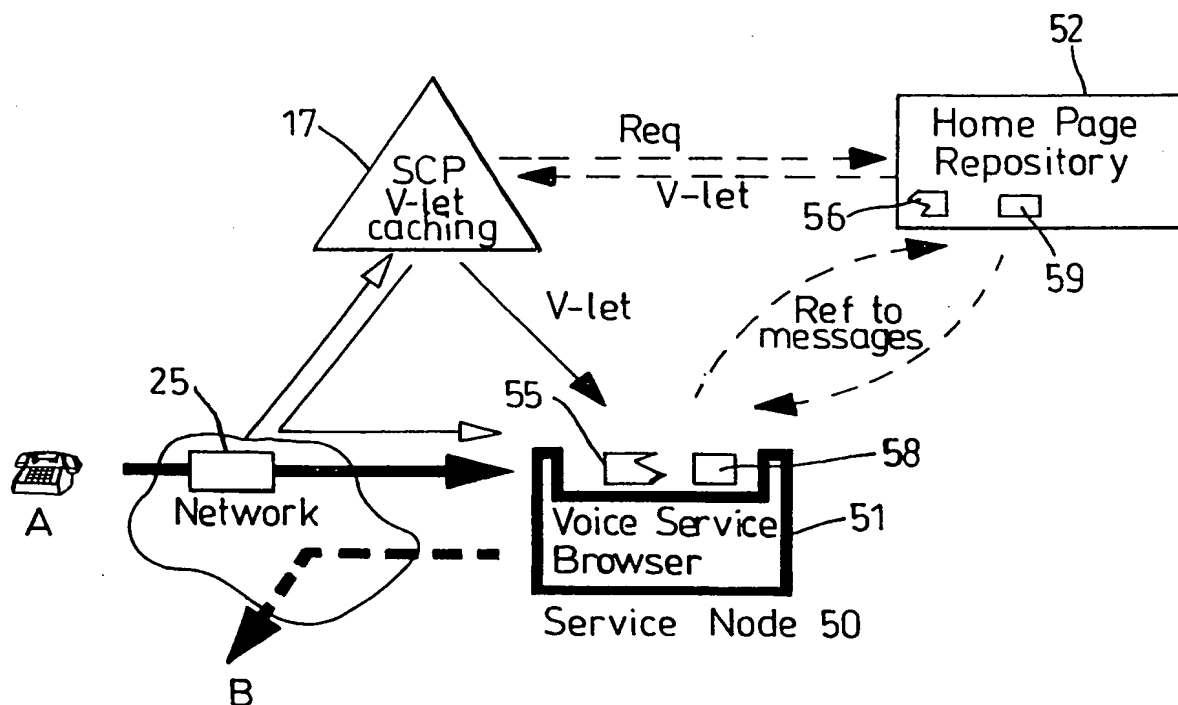 52
17
Req
Home Page
Repository
SCP
V-let
caching
V-let
56
59
V-let
Ref to
messages
25
55
58
A
Network
Voice Service
Browser
51
Service Node 50
B